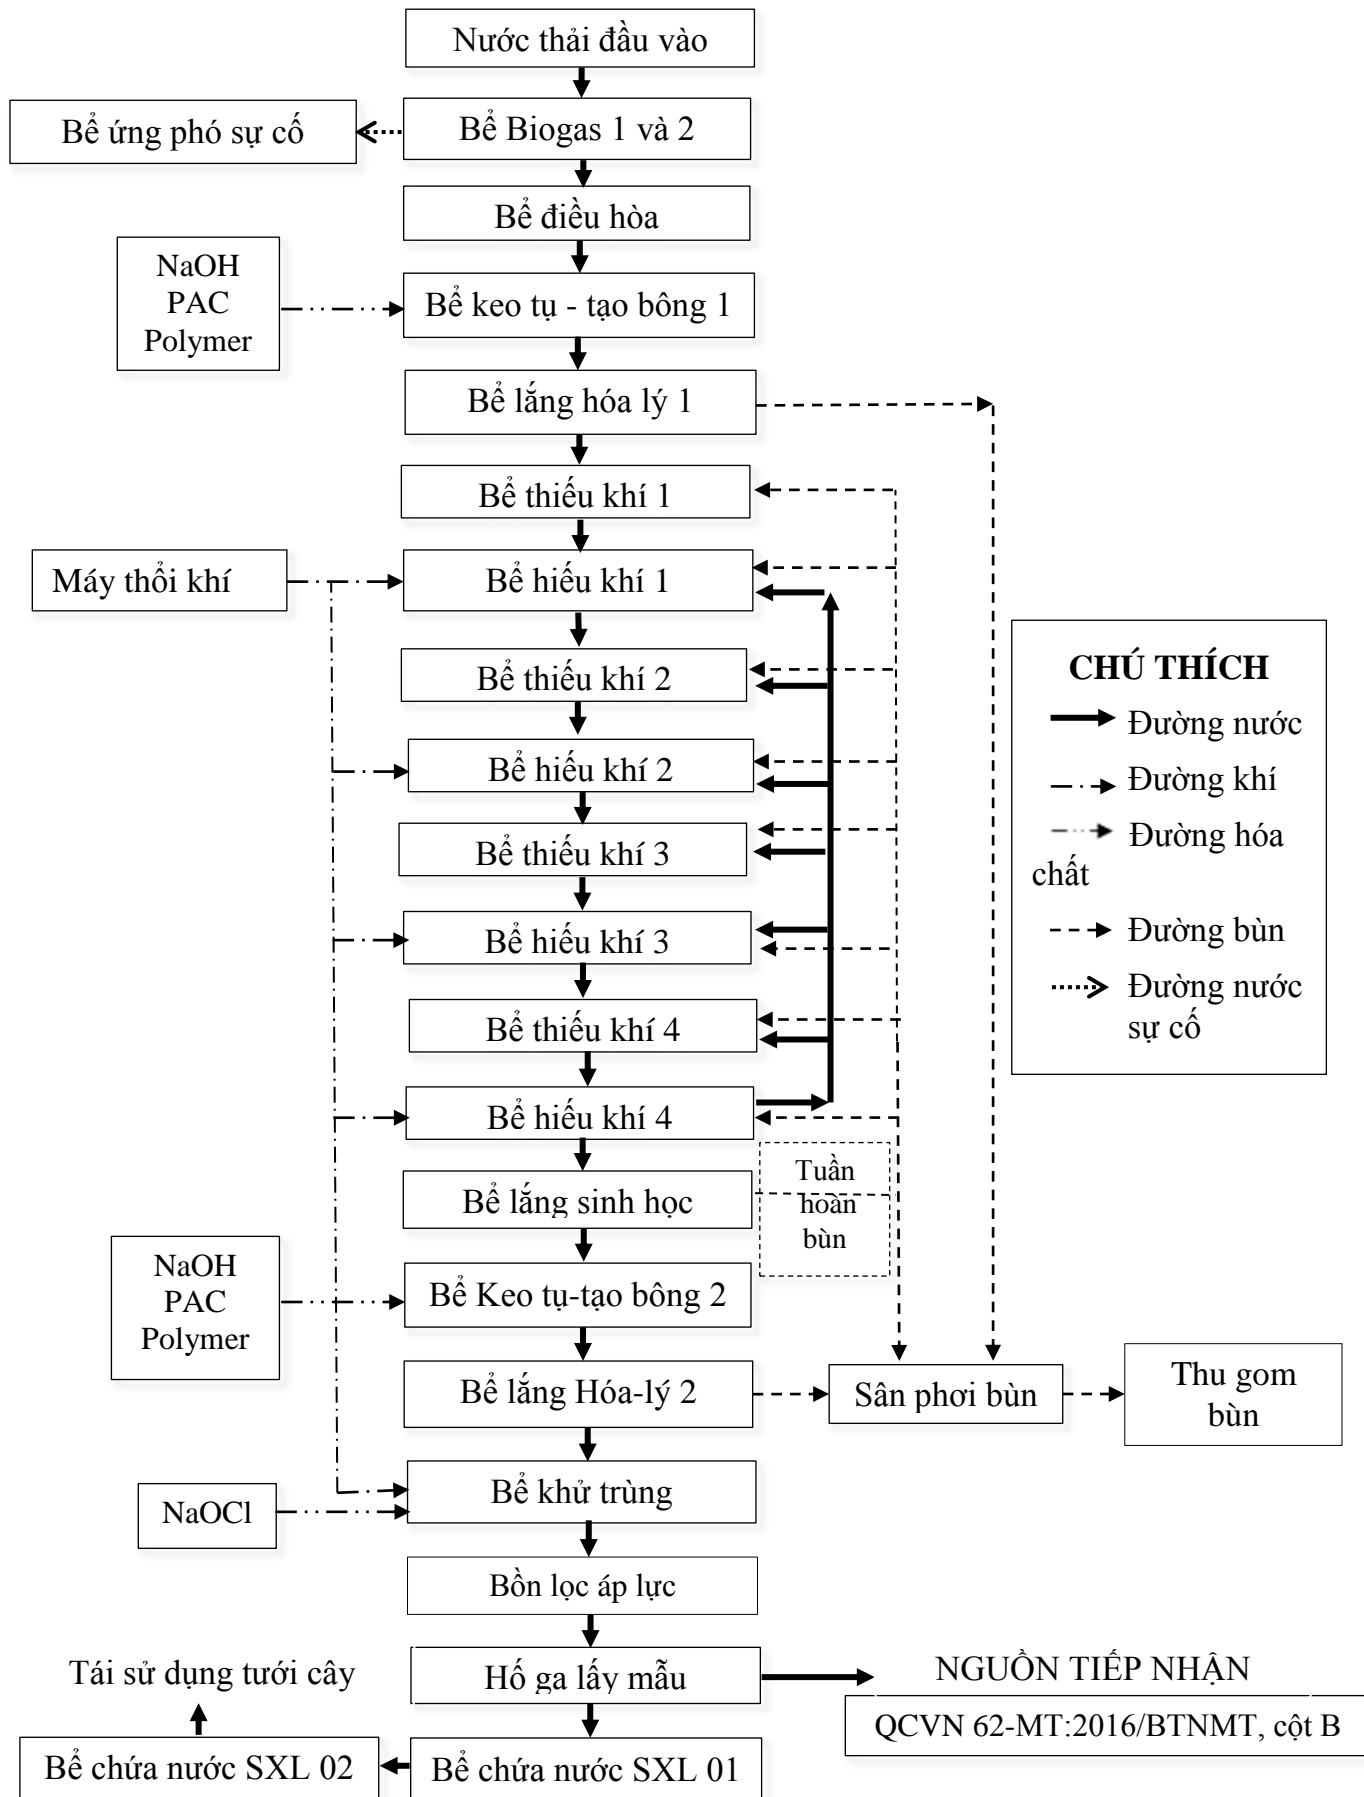 Nước thải đầu vào
Bể ứng phó sự cố
Bể Biogas 1 và 2
Bể điều hòa
NaOH
PAC
Polymer
Bể keo tụ - tạo bông 1
Bể lắng hóa lý 1
Bể thiếu khí 1
Máy thổi khí
Bể hiếu khí 1
Bể thiếu khí 2
Bể hiếu khí 2
Bể thiếu khí 3
Bể hiếu khí 3
Bể thiếu khí 4
Bể hiếu khí 4
CHÚ THÍCH
Đường nước
Đường khí
Đường hóa
chất
Đường bùn
Đường nước
sự cố
Tuần
hoàn
bùn
Bể lắng sinh học
NaOH
PAC
Polymer
Bể Keo tụ-tạo bông 2
Bể lắng Hóa-lý 2
Sân phơi bùn
Thu gom
bùn
Bể khử trùng
NaOCl
Bồn lọc áp lực
Tái sử dụng tưới cây
Hố ga lấy mẫu
NGUỒN TIẾP NHẬN
QCVN 62-MT:2016/BTNMT, cột B
Bể chứa nước SXL 02
Bể chứa nước SXL 01